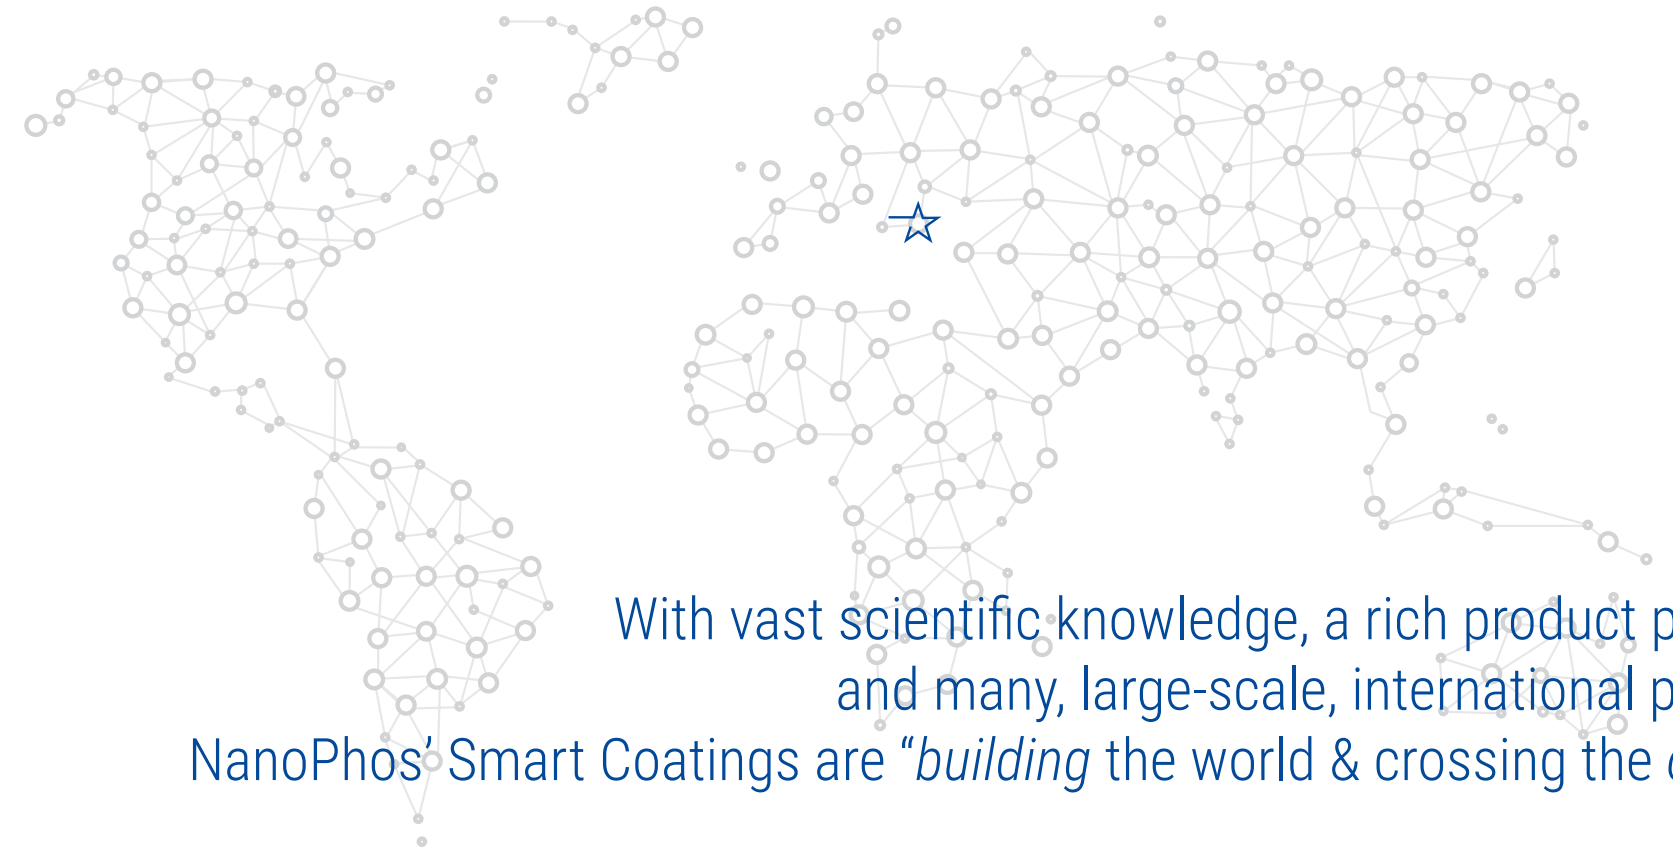 With vast scientific knowledge, a rich product p
and many, large-scale, international p
NanoPhos’ Smart Coatings are “building the world & crossing the